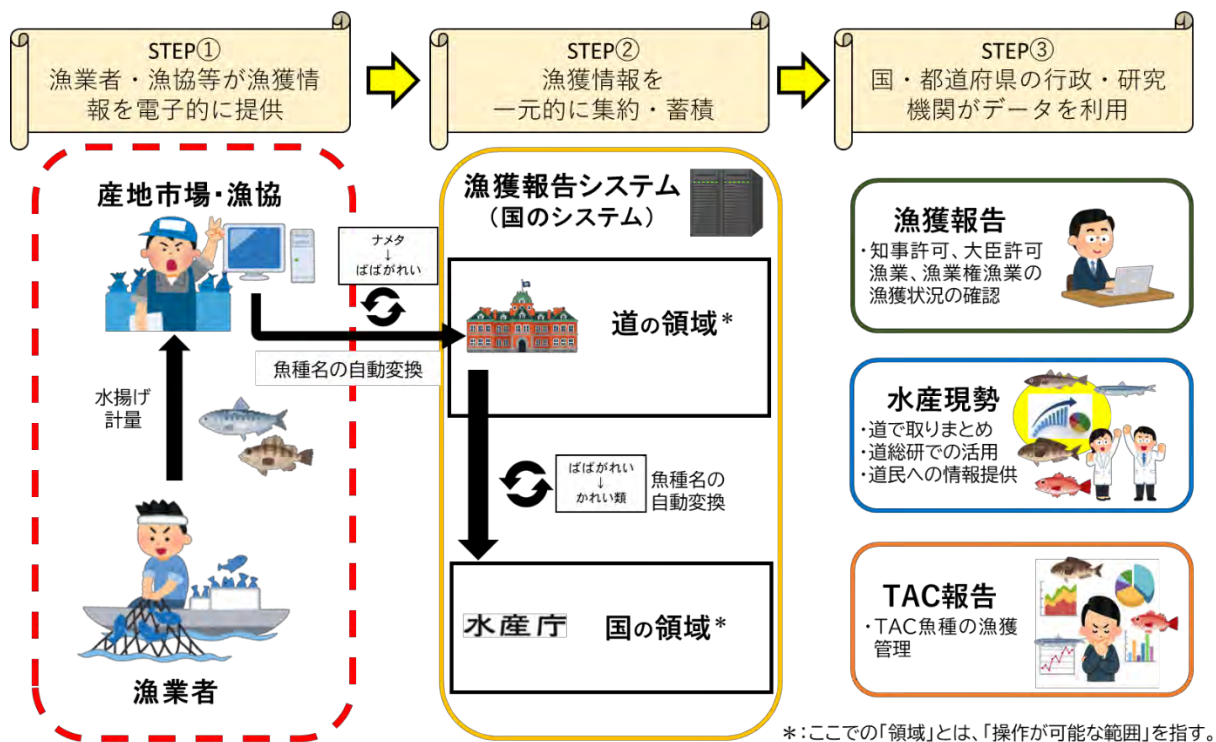 STEP①
漁業者・漁協等が漁獲情
報を電子的に提供
STEP②
漁獲情報を
一元的に集約・蓄積
STEP③
国・都道府県の行政・研究
機関がデータを利用
産地市場・漁協
水揚げ
計量
漁業者
ナメタ
↓
ばばがれい
魚種名の自動変換
漁獲報告システム
(国のシステム)
道の領域*
ばばがれい
↓
かれい類
魚種名の
自動変換
水産庁
国の領域*
漁獲報告
・知事許可、大臣許可
漁業、漁業権漁業の
漁獲状況の確認
水産現勢
・道で取りまとめ
・道総研での活用
・道民への情報提供
TAC報告
・TAC魚種の漁獲
管理
*:ここでの「領域」とは、「操作が可能な範囲」を指す。